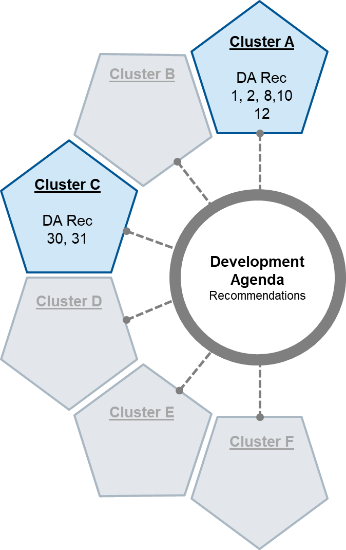 Cluster A
DA Rec
1, 2, 8,10
12
Cluster B
Cluster C
DA Rec
30, 31
Development
Agenda
Recommendations
Cluster D
Cluster E
Cluster F